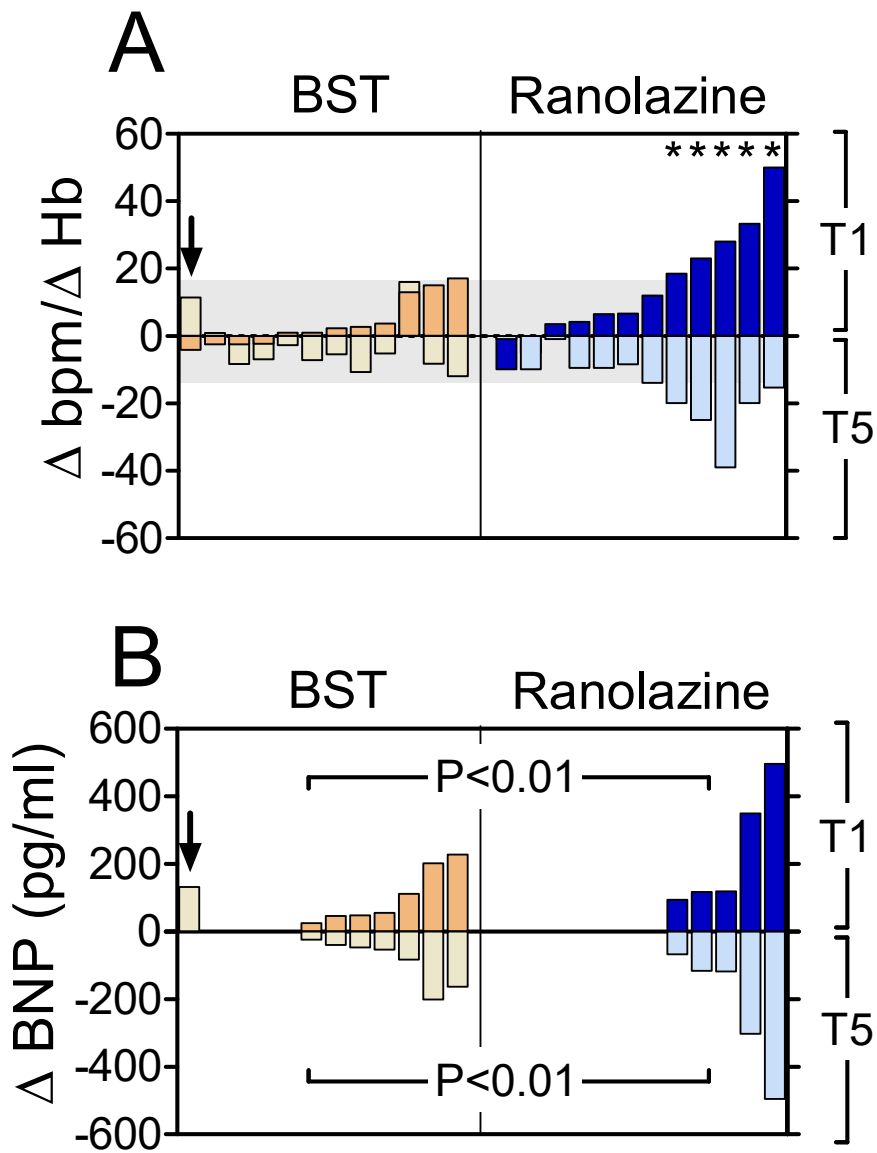 A
BST Ranolazine
Δ bpm/Δ Hb
60
40
20
0
-20
-40
-60
* * * * *
T1
T5
B
BST Ranolazine
Δ BNP (pg/ml)
600
400
200
0
-200
-400
-600
P<0.01
P<0.01
T1
T5